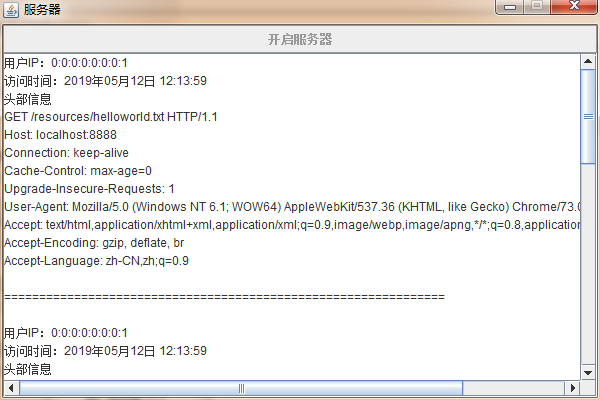 服务器
开启服务器
用户IP：0:0:0:0:0:0:0:1
访问时间：2019年05月12日 12:13:59
头部信息
GET /resources/helloworld.txt HTTP/1.1
Host: localhost:8888
Connection: keep-alive
Cache-Control: max-age=0
Upgrade-Insecure-Requests: 1
User-Agent: Mozilla/5.0 (Windows NT 6.1; WOW64) AppleWebKit/537.36 (KHTML, like Gecko) Chrome/73.0
Accept: text/html,application/xhtml+xml,application/xml;q=0.9,image/webp,image/apng,*/*;q=0.8,application
Accept-Encoding: gzip, deflate, br
Accept-Language: zh-CN,zh;q=0.9
===============================================================
用户IP：0:0:0:0:0:0:0:1
访问时间：2019年05月12日 12:13:59
头部信息